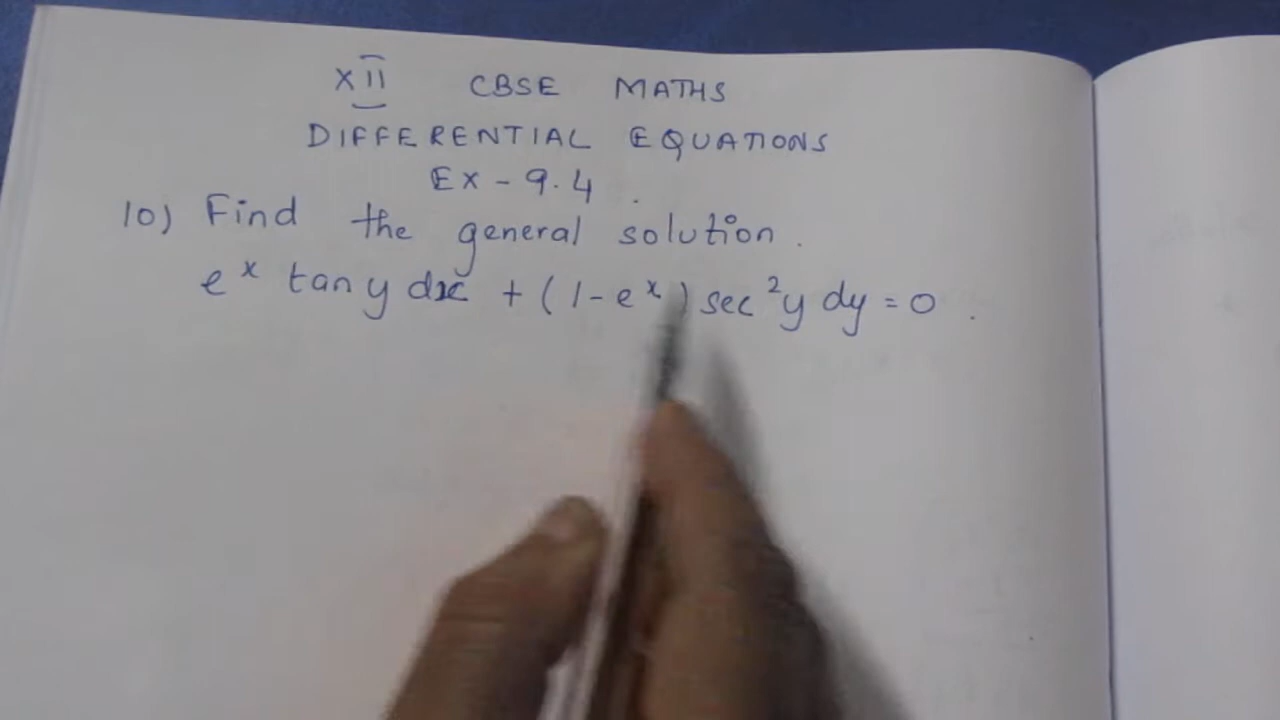 XII CBSE MATHS
DIFFERENTIAL EQUATIONS
EX - 9.4 .
10) Find the general solution .
e^x tan y dx + (1 - e^x) sec^2 y dy = 0 .